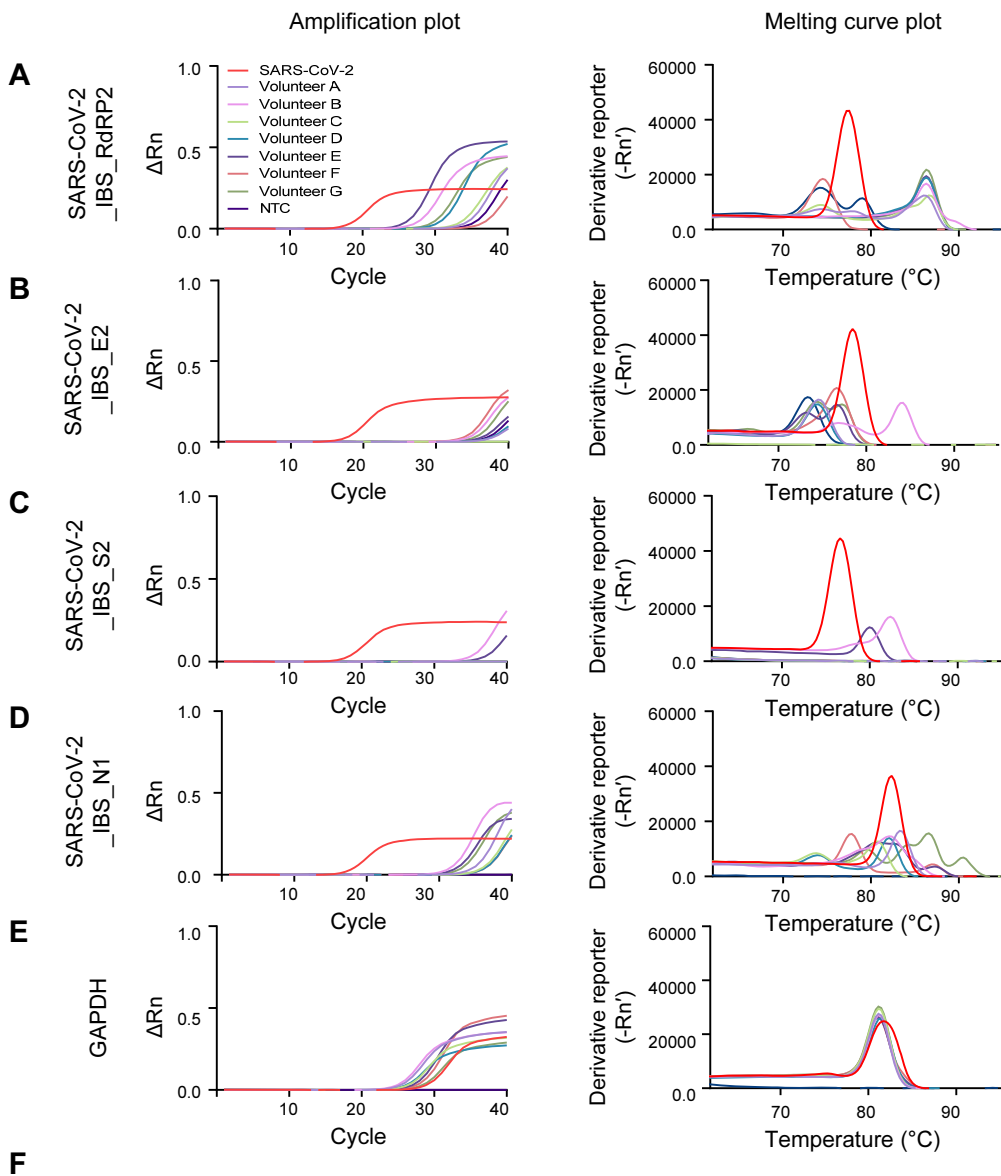 Amplification plot
Melting curve plot
A
SARS-CoV-2
_IBS_RdRP2
ΔRn
1.0
0.5
0.0
SARS-CoV-2
Volunteer A
Volunteer B
Volunteer C
Volunteer D
Volunteer E
Volunteer F
Volunteer G
NTC
10
20
30
40
Cycle
Derivative reporter
(-Rn′)
60000
40000
20000
0.0
70
80
90
Temperature (°C)
B
SARS-CoV-2
_IBS_E2
ΔRn
1.0
0.5
0.0
10
20
30
40
Cycle
Derivative reporter
(-Rn′)
60000
40000
20000
0.0
70
80
90
Temperature (°C)
C
SARS-CoV-2
_IBS_S2
ΔRn
1.0
0.5
0.0
10
20
30
40
Cycle
Derivative reporter
(-Rn′)
60000
40000
20000
0.0
70
80
90
Temperature (°C)
D
SARS-CoV-2
_IBS_N1
ΔRn
1.0
0.5
0.0
10
20
30
40
Cycle
Derivative reporter
(-Rn′)
60000
40000
20000
0.0
70
80
90
Temperature (°C)
E
GAPDH
ΔRn
1.0
0.5
0.0
10
20
30
40
Cycle
Derivative reporter
(-Rn′)
60000
40000
20000
0.0
70
80
90
Temperature (°C)
F